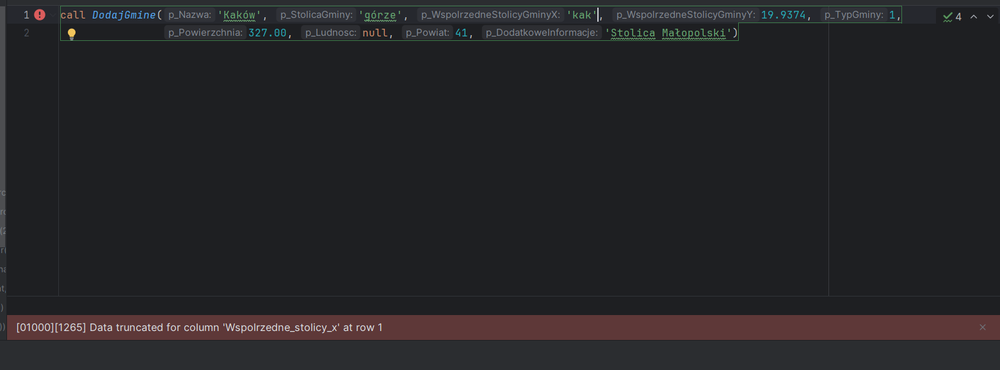 1 call DodajGmine( p_Nazwa: 'Kaków', p_StolicaGminy: 'górze', p_WspolrzedneStolicyGminyX: 'kak', p_WspolrzedneStolicyGminyY: 19.9374, p_TypGminy: 1, 4
2 p_Powierzchnia: 327.00, p_Ludnosc: null, p_Powiat: 41, p_DodatkoweInformacje: 'Stolica Małopolski')
[01000][1265] Data truncated for column 'Wspolrzedne_stolicy_x' at row 1